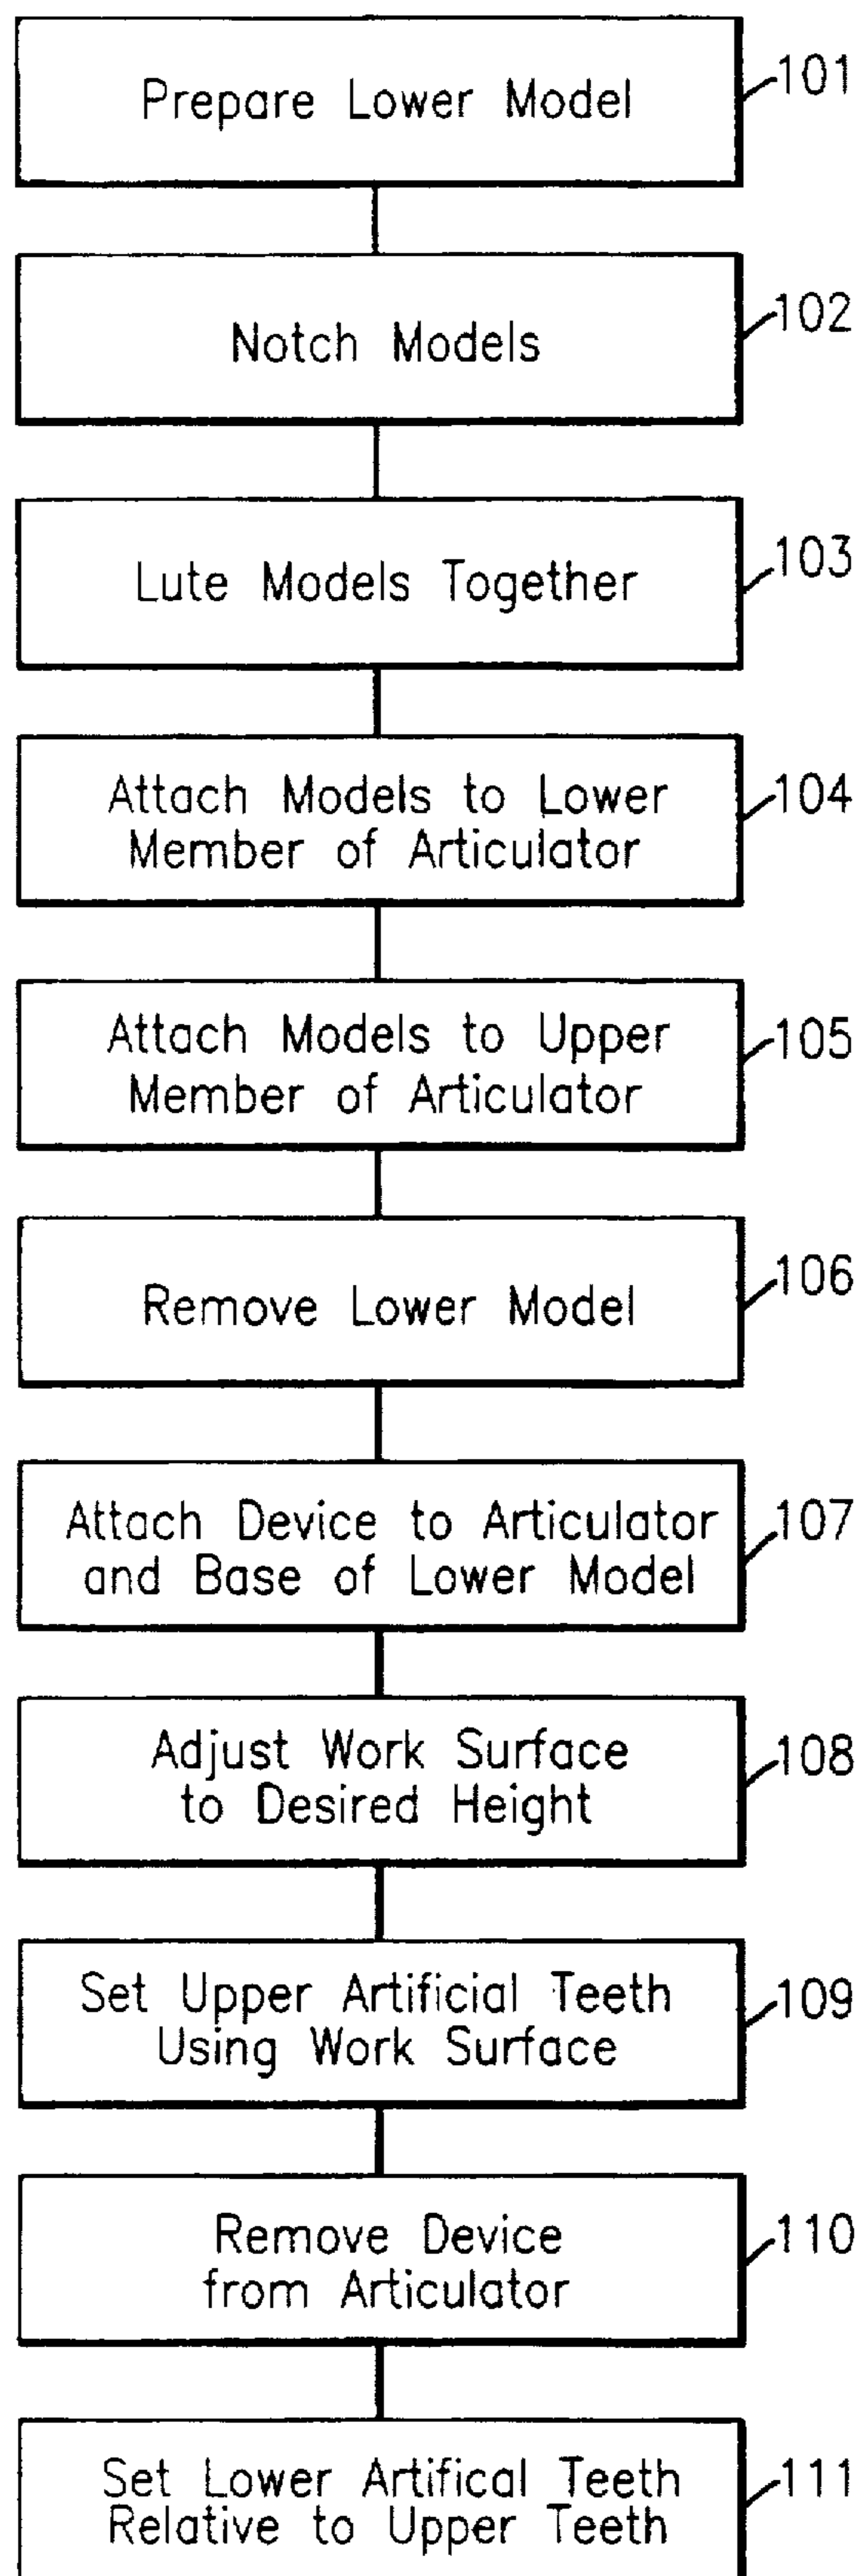 Prepare Lower Model
101
Notch Models
102
Lute Models Together
103
Attach Models to Lower
Member of Articulator
104
Attach Models to Upper
Member of Articulator
105
Remove Lower Model
106
Attach Device to Articulator
and Base of Lower Model
107
Adjust Work Surface
to Desired Height
108
Set Upper Artificial Teeth
Using Work Surface
109
Remove Device
from Articulator
110
Set Lower Artifical Teeth
Relative to Upper Teeth
111